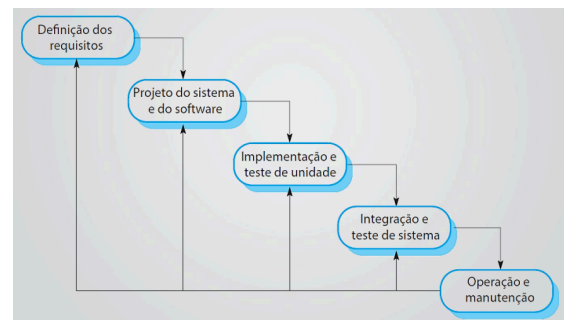 Definição dos
requisitos
Projeto do sistema
e do software
Implementação e
teste de unidade
Integração e
teste de sistema
Operação e
manutenção